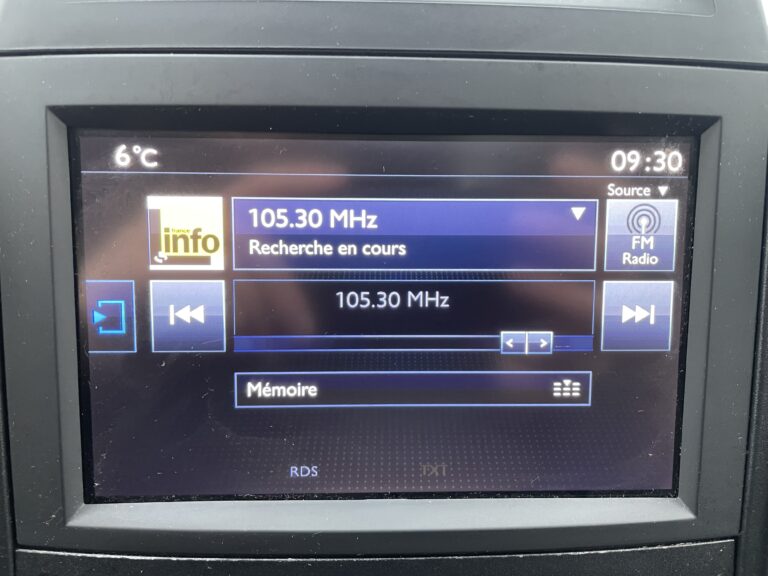 6°C
09:30
Source ▼
france
info
105.30 MHz ▼
Recherche en cours
FM
Radio
105.30 MHz
< >
Mémoire
RDS
TXT